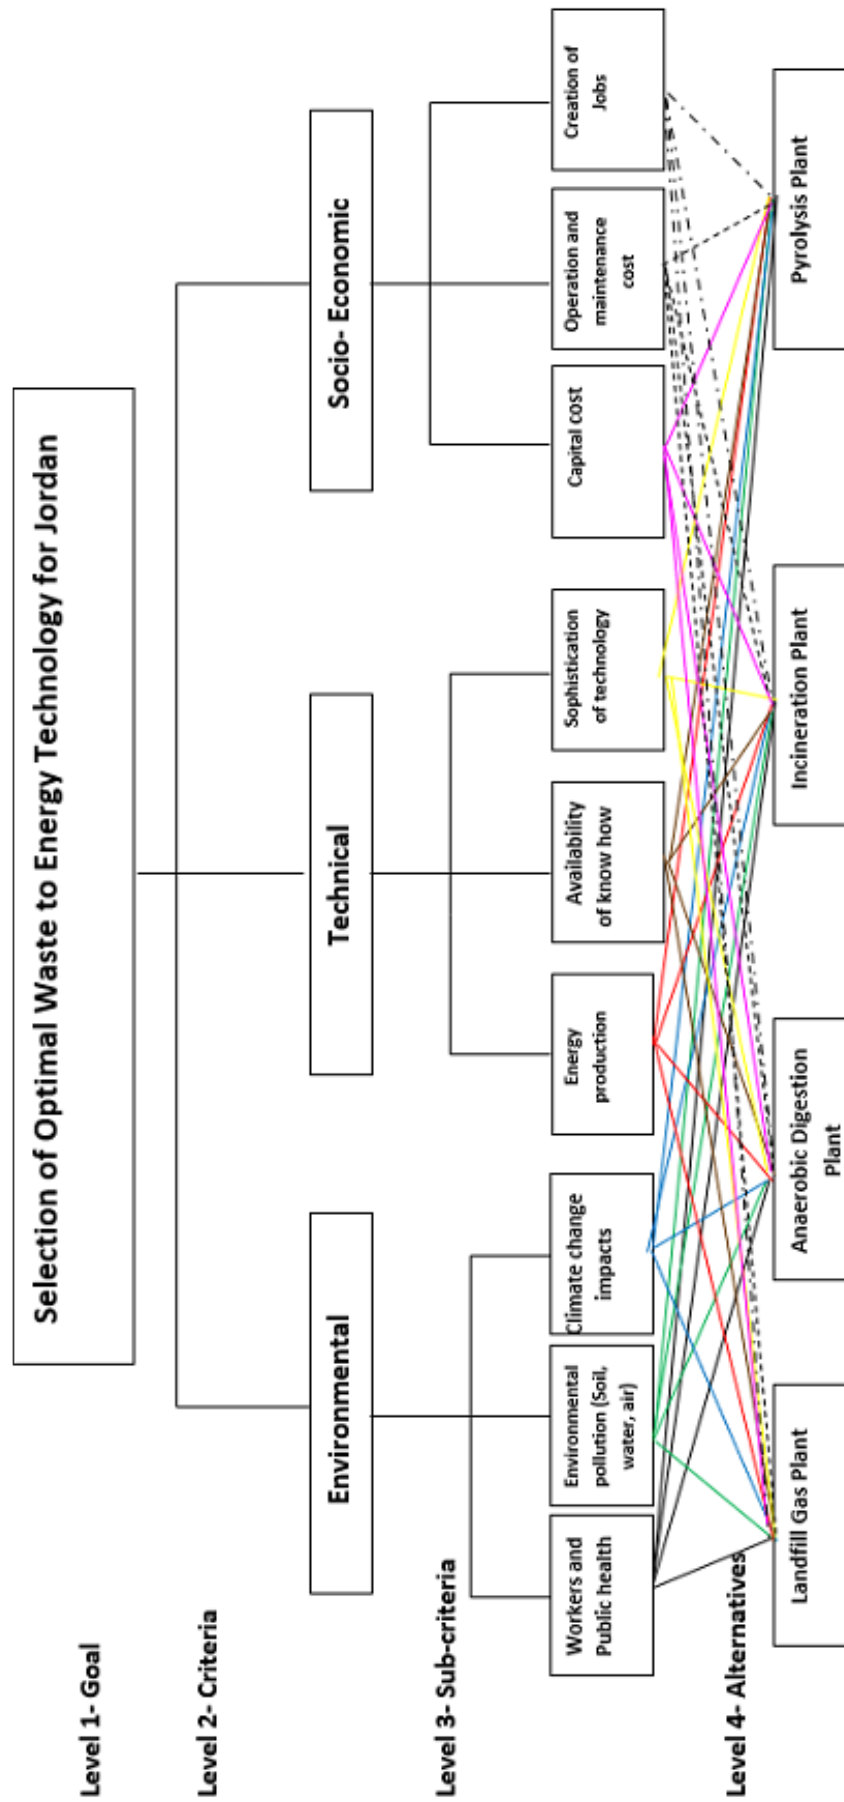 Selection of Optimal Waste to Energy Technology for Jordan
Level 1- Goal
Level 2- Criteria
Environmental
Technical
Socio- Economic
Level 3- Sub-criteria
Workers and
Public health
Environmental
pollution (Soil,
water, air)
Climate change
impacts
Energy
production
Availability
of know how
Sophistication
of technology
Capital cost
Operation and
maintenance
cost
Creation of
Jobs
Level 4- Alternatives
Landfill Gas Plant
Anaerobic Digestion
Plant
Incineration Plant
Pyrolysis Plant